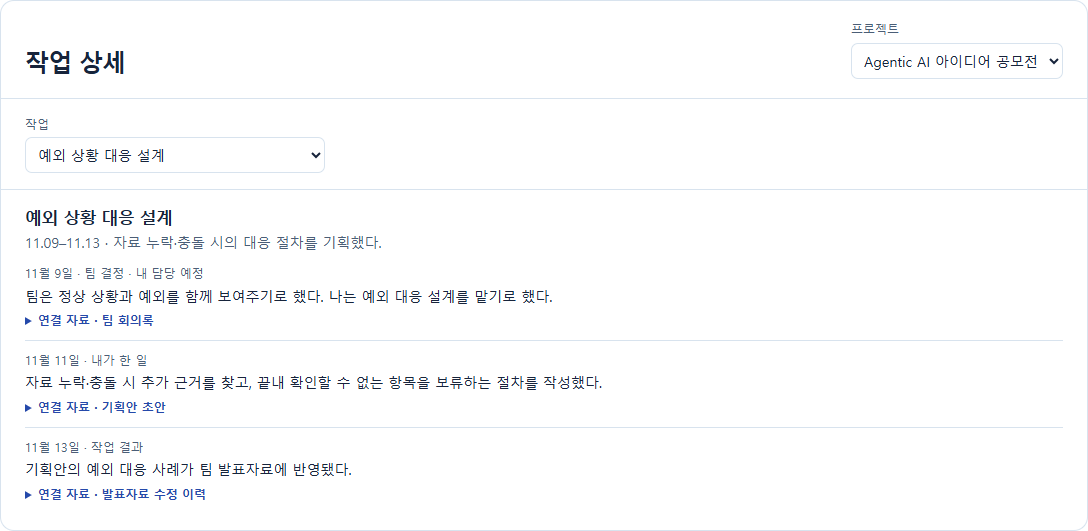 프로젝트
작업 상세
Agentic AI 아이디어 공모전
작업
예외 상황 대응 설계
예외 상황 대응 설계
11.09–11.13 · 자료 누락·충돌 시의 대응 절차를 기획했다.
11월 9일 · 팀 결정 · 내 담당 예정
팀은 정상 상황과 예외를 함께 보여주기로 했다. 나는 예외 대응 설계를 맡기로 했다.
▶ 연결 자료 · 팀 회의록
11월 11일 · 내가 한 일
자료 누락·충돌 시 추가 근거를 찾고, 끝내 확인할 수 없는 항목을 보류하는 절차를 작성했다.
▶ 연결 자료 · 기획안 초안
11월 13일 · 작업 결과
기획안의 예외 대응 사례가 팀 발표자료에 반영됐다.
▶ 연결 자료 · 발표자료 수정 이력